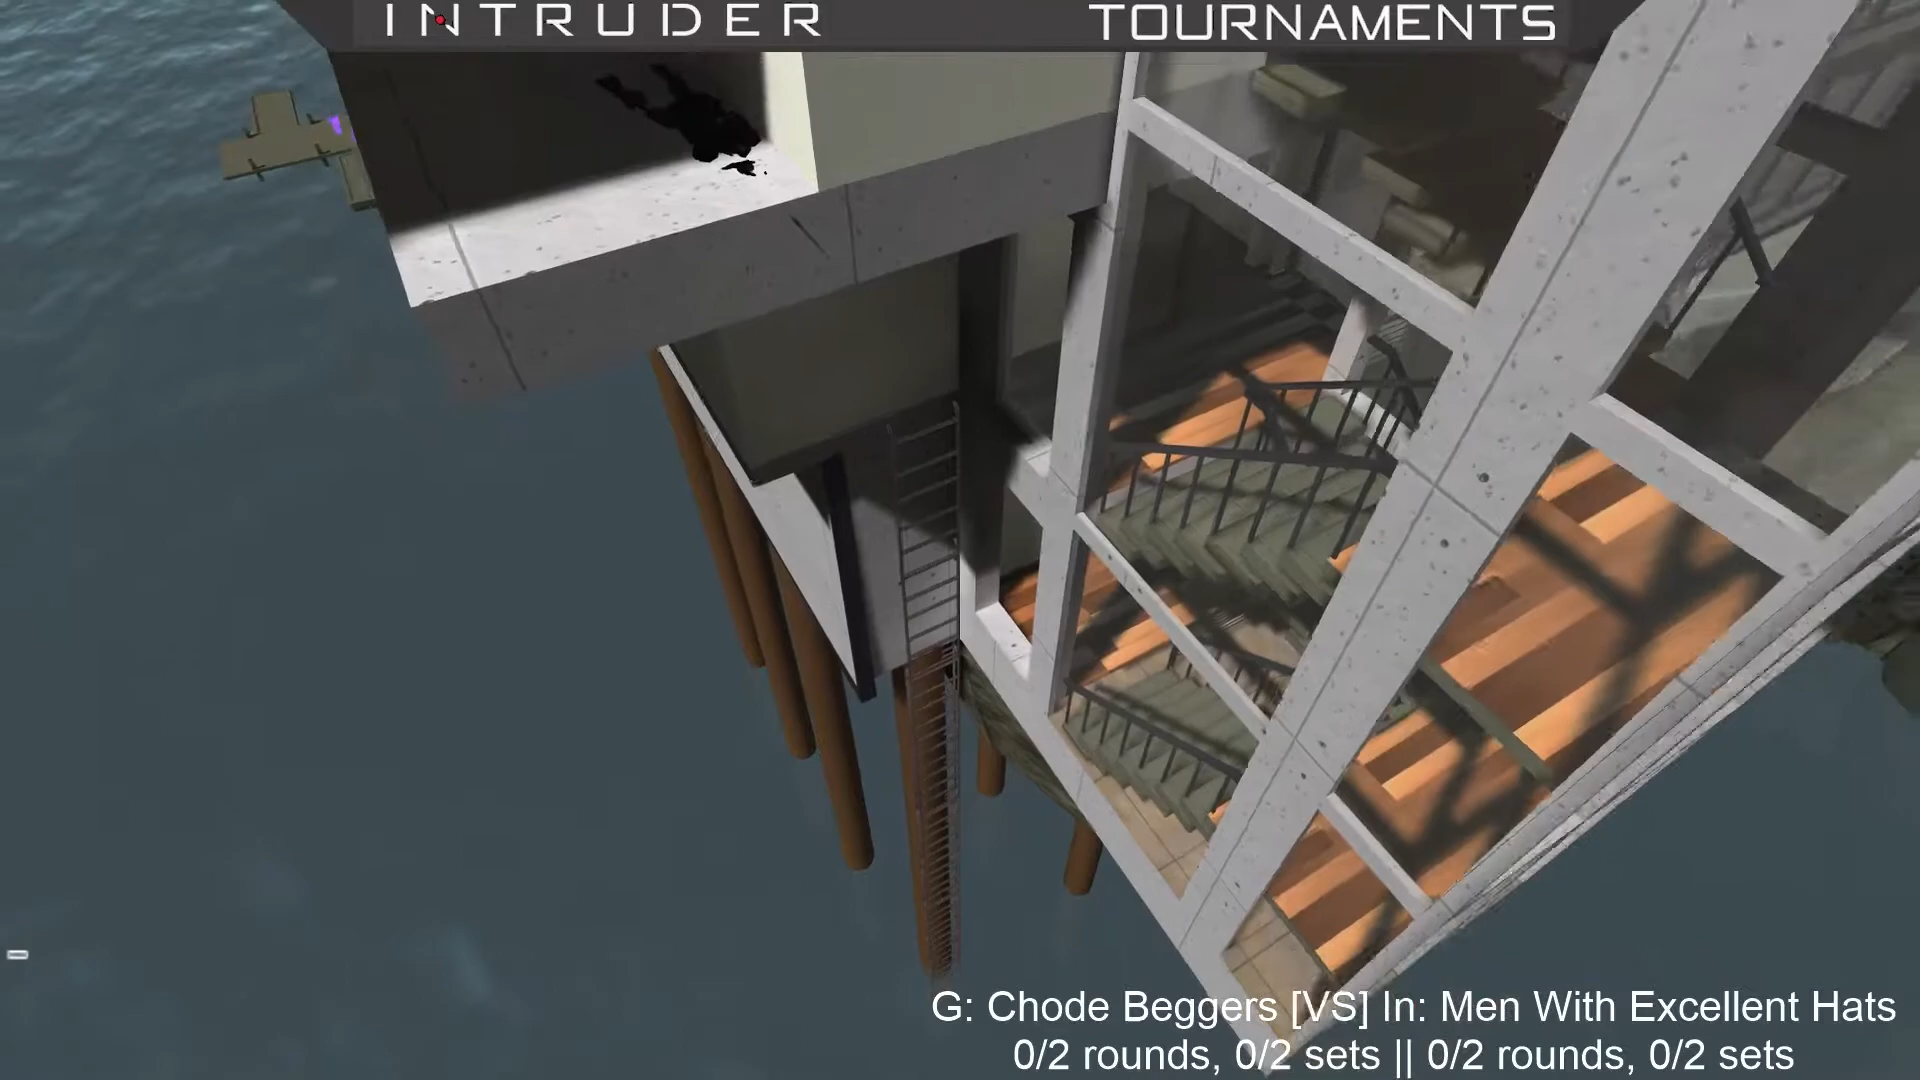 INTRUDER TOURNAMENTS
G: Chode Beggers [VS] In: Men With Excellent Hats
0/2 rounds, 0/2 sets || 0/2 rounds, 0/2 sets